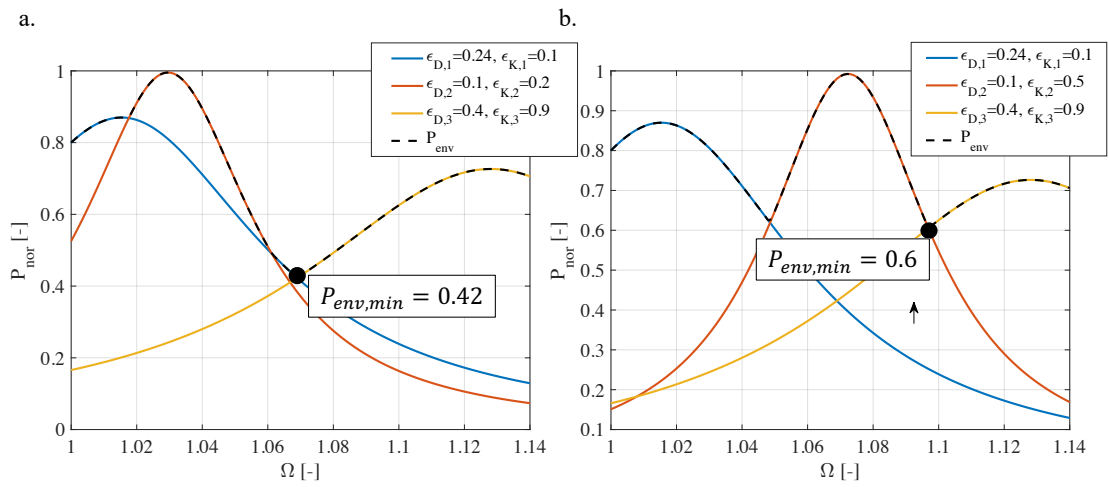 a.
ϵD,1=0.24, ϵK,1=0.1
ϵD,2=0.1, ϵK,2=0.2
ϵD,3=0.4, ϵK,3=0.9
Penv
1
0.8
0.6
0.4
0.2
0
Pnor [-]
Penv,min = 0.42
1
1.02
1.04
1.06
1.08
1.1
1.12
1.14
Ω [-]
b.
ϵD,1=0.24, ϵK,1=0.1
ϵD,2=0.1, ϵK,2=0.5
ϵD,3=0.4, ϵK,3=0.9
Penv
1
0.9
0.8
0.7
0.6
0.5
0.4
0.3
0.2
0.1
Pnor [-]
Penv,min = 0.6
1
1.02
1.04
1.06
1.08
1.1
1.12
1.14
Ω [-]